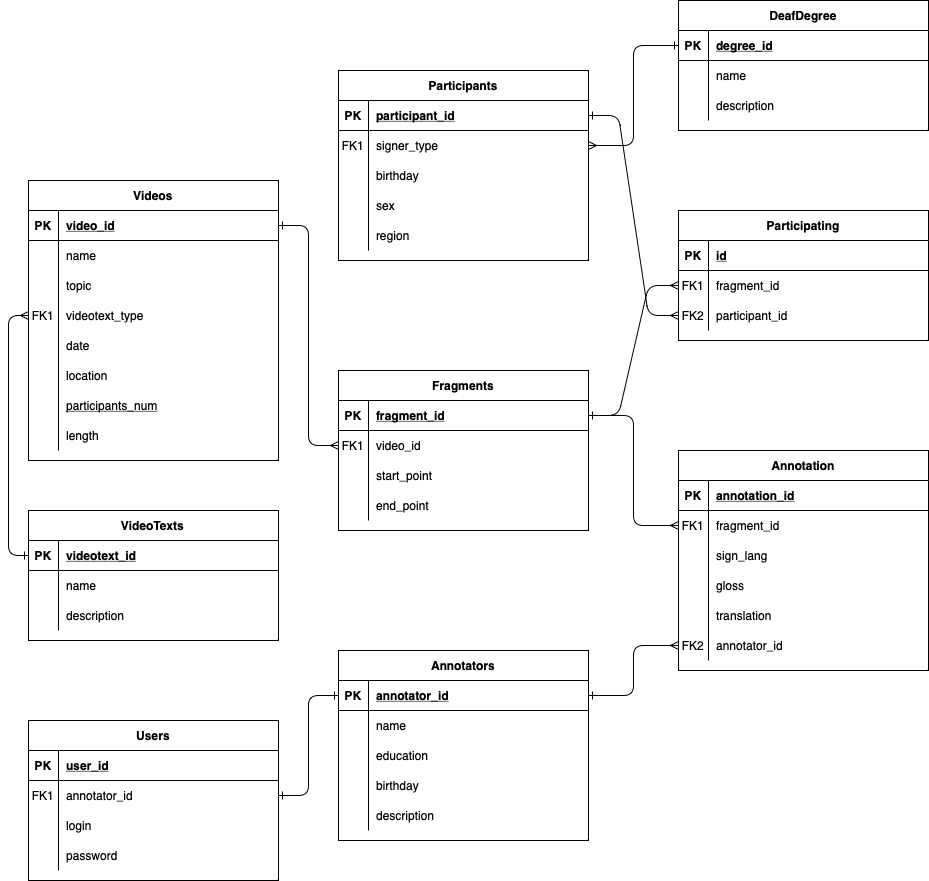 DeafDegree
PK degree_id
name
description
Participants
PK participant_id
FK1 signer_type
birthday
sex
region
Videos
PK video_id
name
topic
FK1 videotext_type
date
location
participants_num
length
Participating
PK id
FK1 fragment_id
FK2 participant_id
Fragments
PK fragment_id
FK1 video_id
start_point
end_point
Annotation
PK annotation_id
FK1 fragment_id
sign_lang
gloss
translation
FK2 annotator_id
VideoTexts
PK videotext_id
name
description
Annotators
PK annotator_id
name
education
birthday
description
Users
PK user_id
FK1 annotator_id
login
password